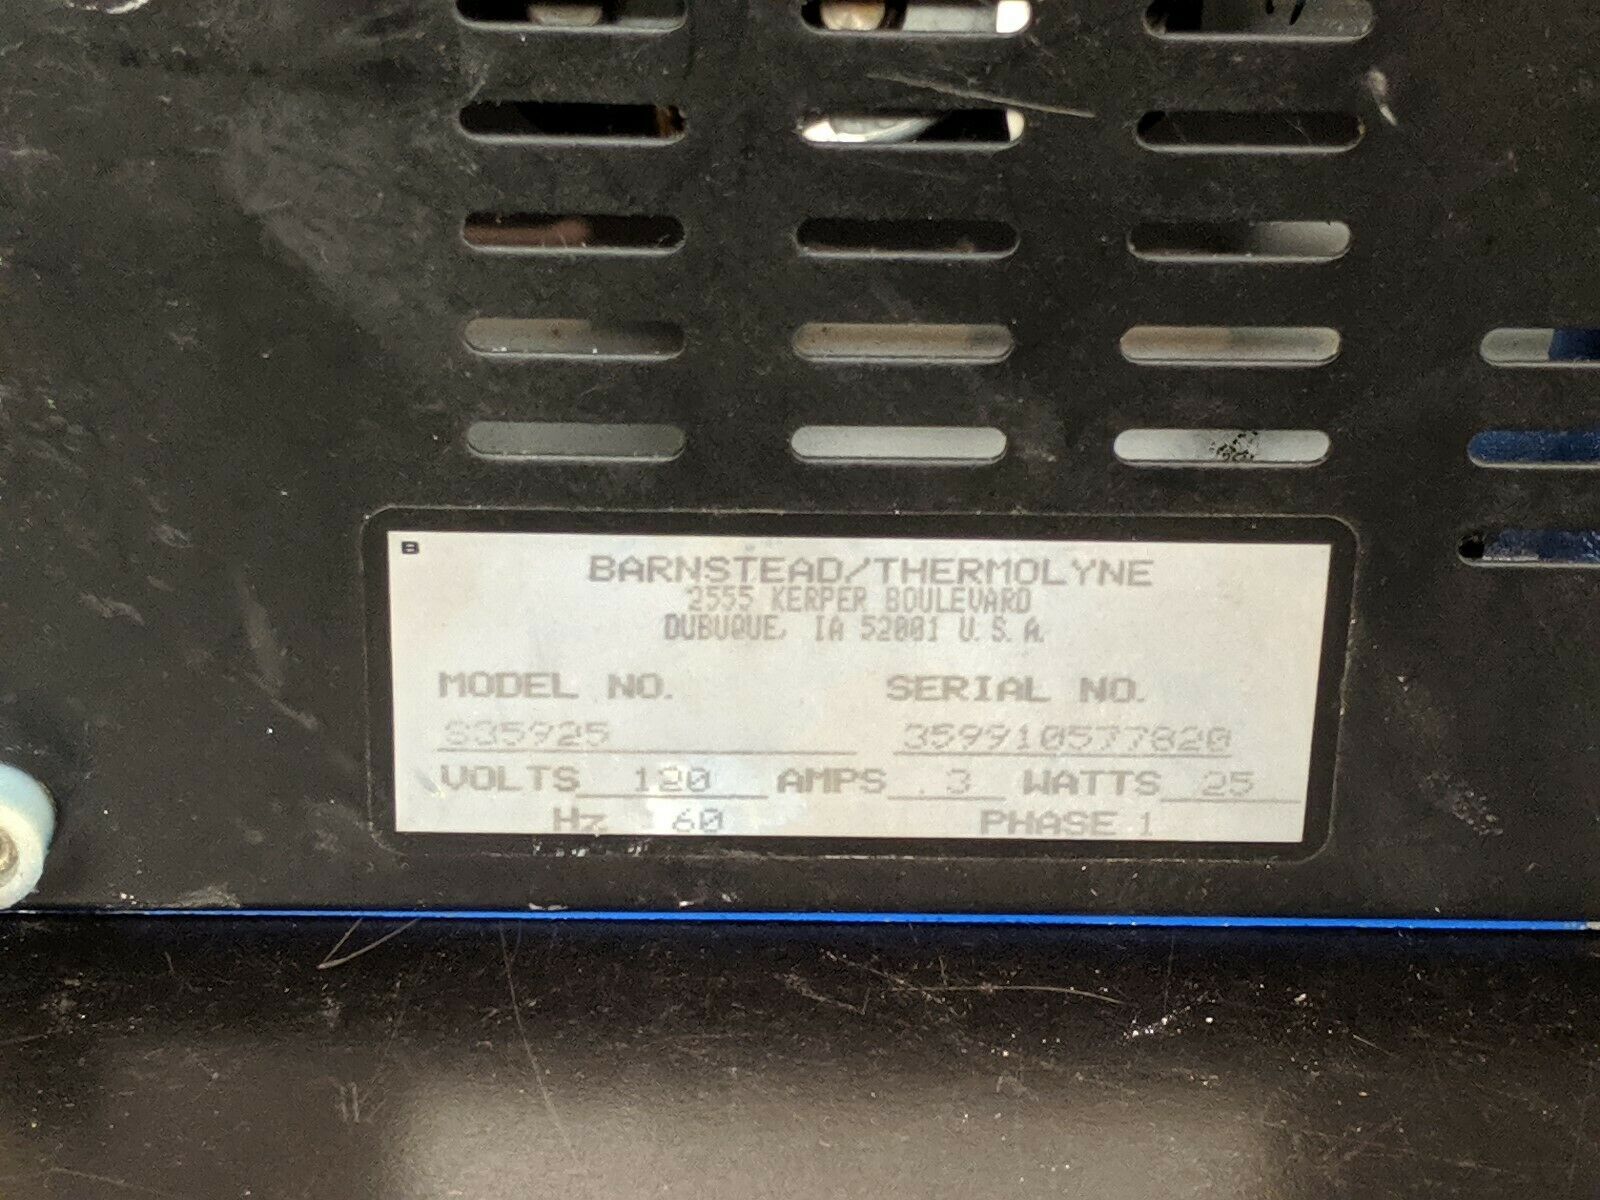 B
BARNSTEAD/THERMOLYNE
2555 KERPER BOULEVARD
DUBUQUE, IA 52001 U.S.A.
MODEL NO. SERIAL NO.
S35925 359910577820
VOLTS 120 AMPS .3 WATTS 25
Hz 60 PHASE 1